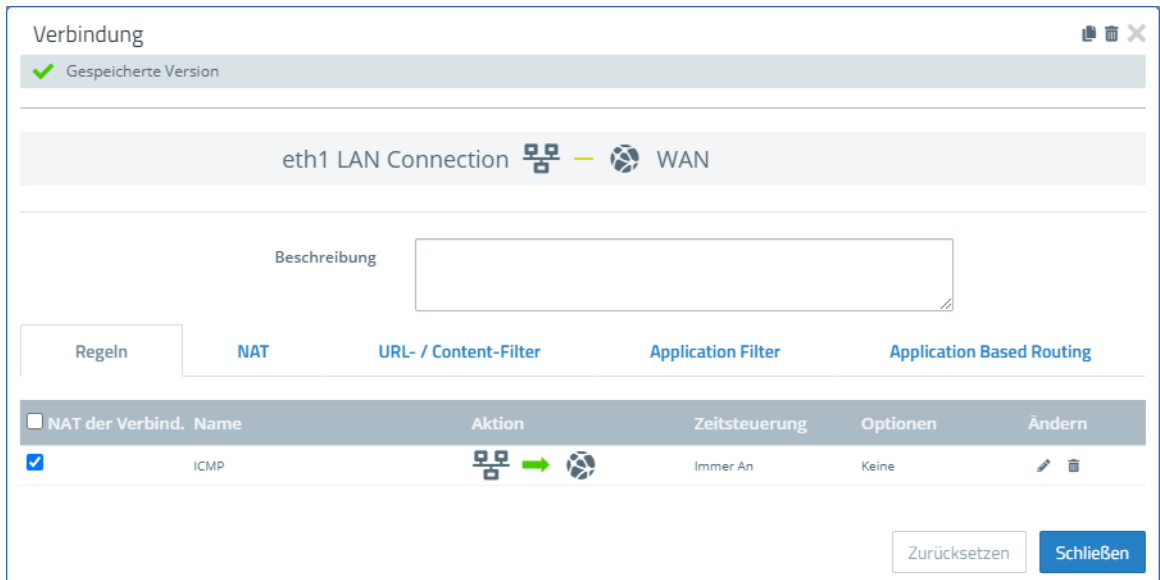 Verbindung
Gespeicherte Version
eth1 LAN Connection WAN
Beschreibung
Regeln NAT URL- / Content-Filter Application Filter Application Based Routing
NAT der Verbind. Name Aktion Zeitsteuerung Optionen Ändern
ICMP Immer An Keine
Zurücksetzen Schließen